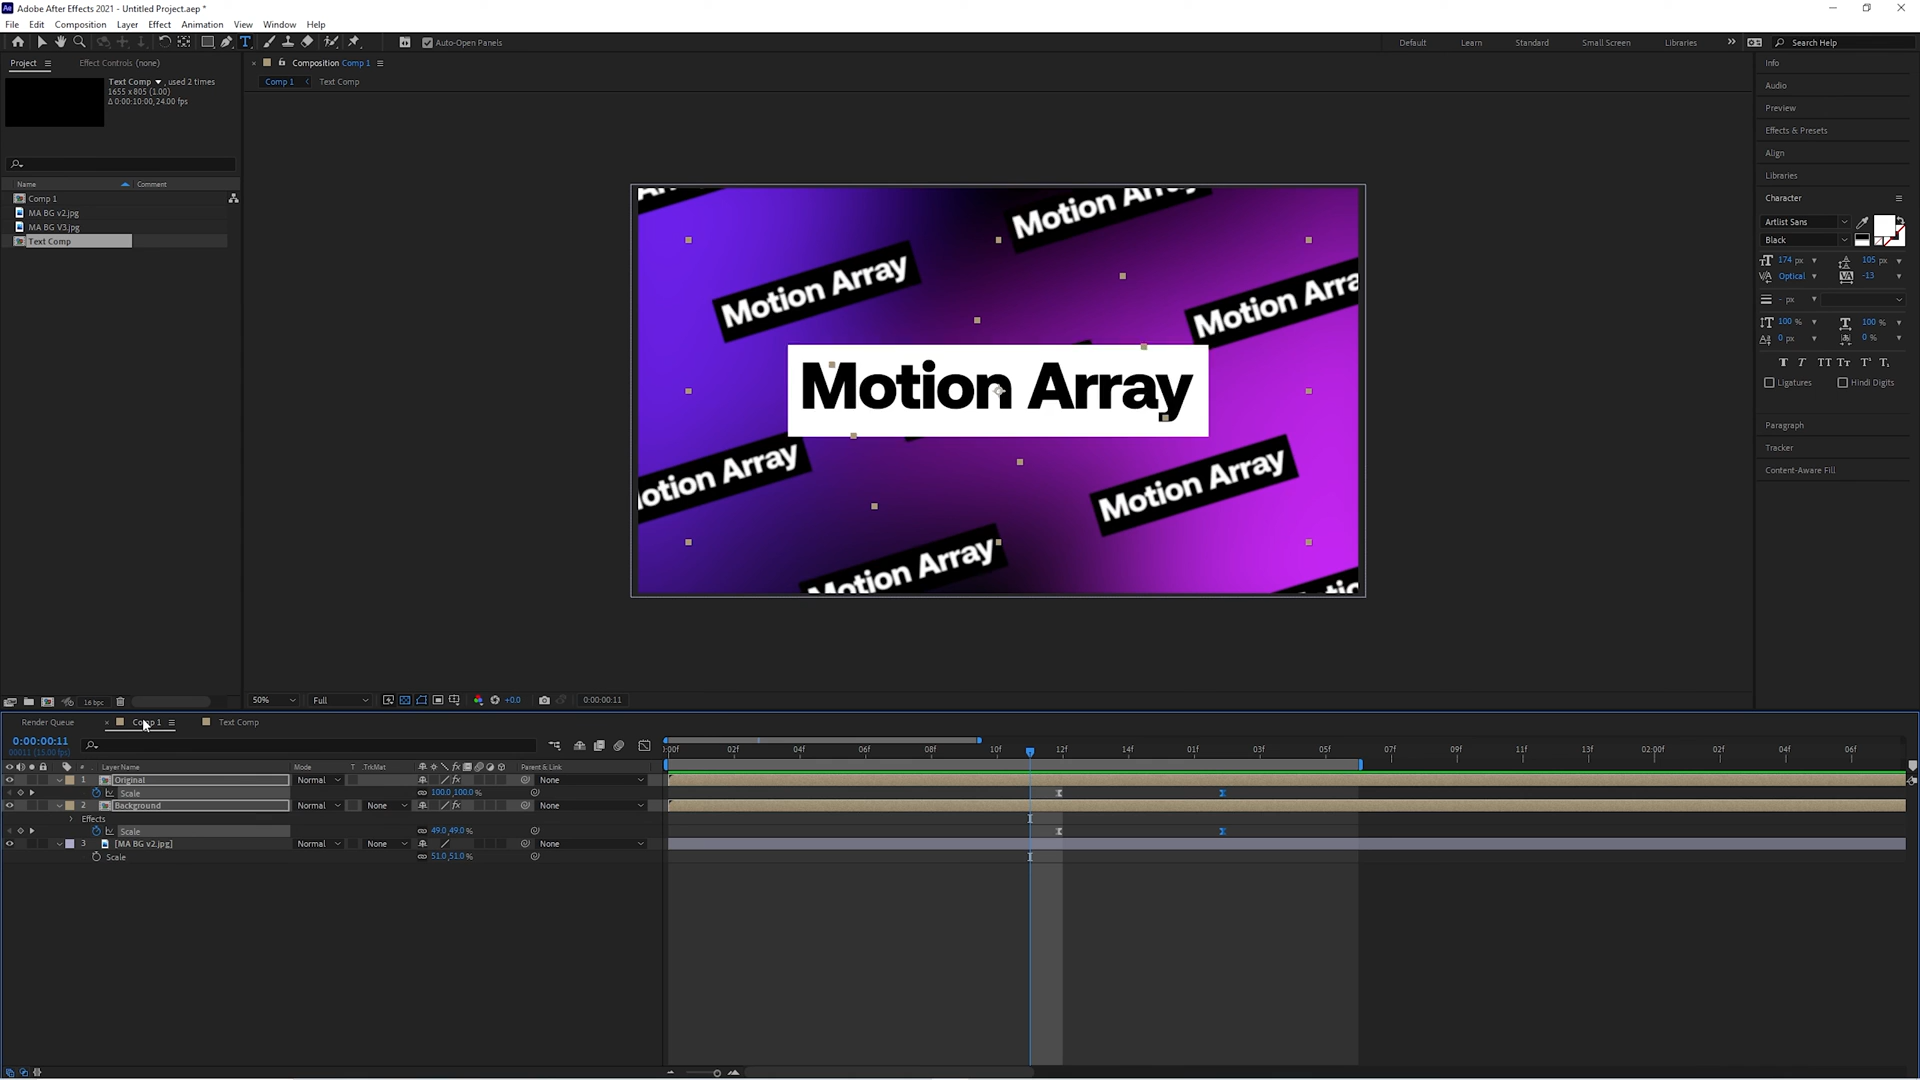 Adobe After Effects 2021 - Untitled Project.aep *
File Edit Composition Layer Effect Animation View Window Help
Auto-Open Panels
Default Learn Standard Small Screen Libraries
Search Help
Project
Effect Controls (none)
Composition Comp 1
Comp 1 Text Comp
Text Comp , used 2 times
1655 x 805 (1.00)
Δ 0:00:10:00, 24.00 fps
Name Comment
Comp 1
MA BG v2.jpg
MA BG V3.jpg
Text Comp
Motion Array
Motion Array
Motion Array
Motion Array
Motion Array
Motion Array
Info
Audio
Preview
Effects & Presets
Align
Libraries
Character
Artlist Sans
Black
174 px 105 px
Optical -13
- px
100 % 100 %
0 px 0 %
Ligatures Hindi Digits
Paragraph
Tracker
Content-Aware Fill
16 bpc
50% Full +0.0 0:00:00:11
Render Queue Comp 1 Text Comp
0:00:00:11
# Layer Name Mode T .TrkMat Parent & Link
:00f 02f 04f 06f 08f 10f 12f 14f 01f 03f 05f 07f 09f 11f 13f 02:00f 02f 04f 06f
1 Original Normal None
Scale 100.0,100.0%
2 Background Normal None None
Effects
Scale 49.0,49.0%
3 [MA BG v2.jpg] Normal None None
Scale 51.0,51.0%